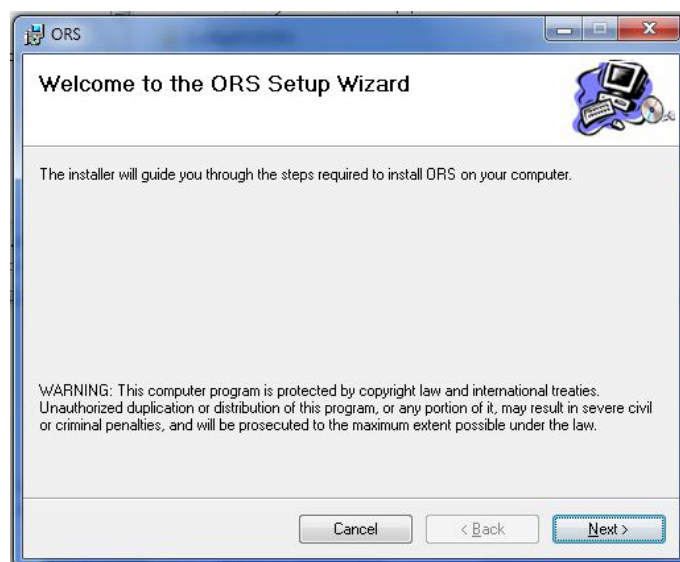 ORS
Welcome to the ORS Setup Wizard
The installer will guide you through the steps required to install ORS on your computer.
WARNING: This computer program is protected by copyright law and international treaties.
Unauthorized duplication or distribution of this program, or any portion of it, may result in severe civil
or criminal penalties, and will be prosecuted to the maximum extent possible under the law.
Cancel
< Back
Next >